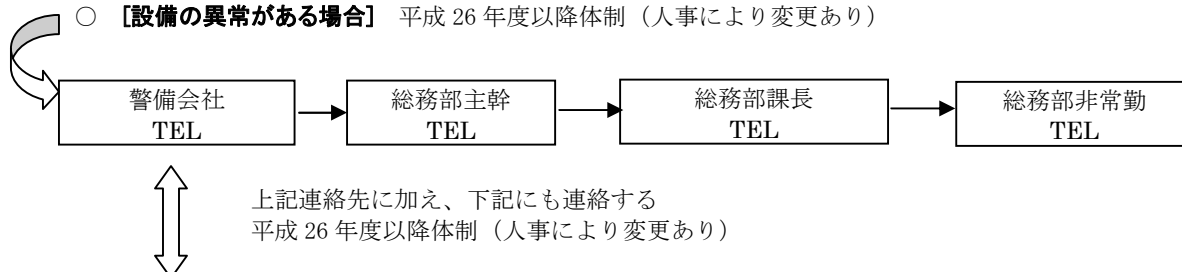 ○ [設備の異常がある場合] 平成 26 年度以降体制（人事により変更あり）
警備会社
TEL
総務部主幹
TEL
総務部課長
TEL
総務部非常勤
TEL
上記連絡先に加え、下記にも連絡する
平成 26 年度以降体制（人事により変更あり）